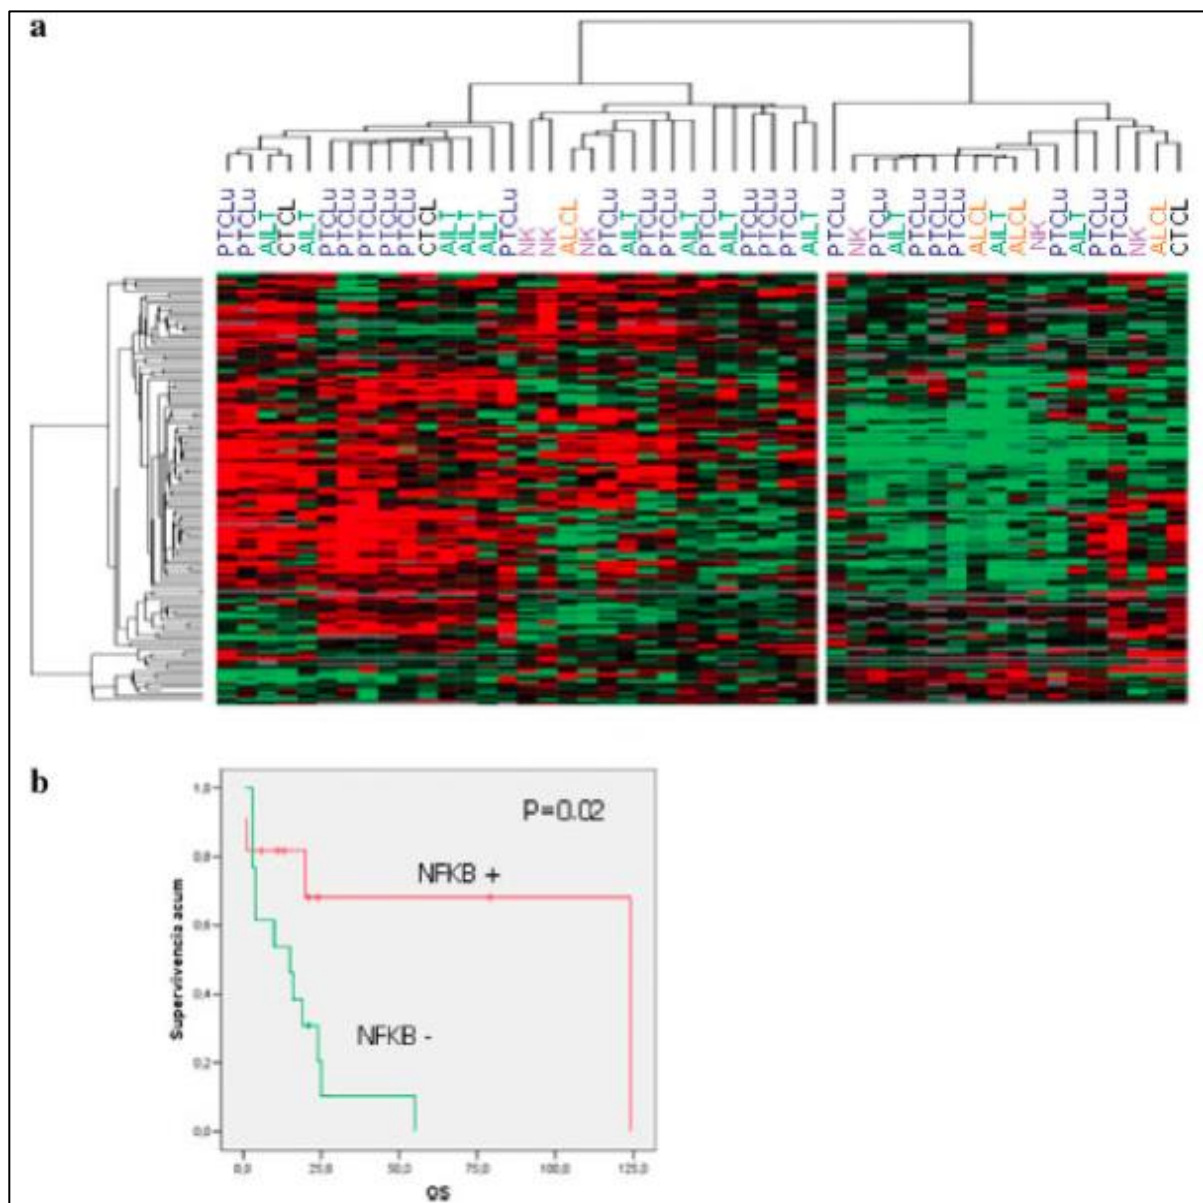 a
PTCLu
PTCLu
AILT
CTCL
AILT
PTCLu
PTCLu
PTCLu
PTCLu
PTCLu
CTCL
AILT
AILT
AILT
PTCLu
NK
NK
ALCL
NK
PTCLu
AILT
PTCLu
PTCLu
AILT
PTCLu
AILT
PTCLu
PTCLu
PTCLu
AILT
PTCLu
NK
PTCLu
AILT
PTCLu
PTCLu
PTCLu
ALCL
AILT
ALCL
NK
PTCLu
AILT
PTCLu
PTCLu
NK
ALCL
CTCL
b
P=0.02
NFKB +
NFKB -
Supervivencia acum
1,0
0,8
0,6
0,4
0,2
0,0
0,0 25,0 50,0 75,0 100,0 125,0
OS